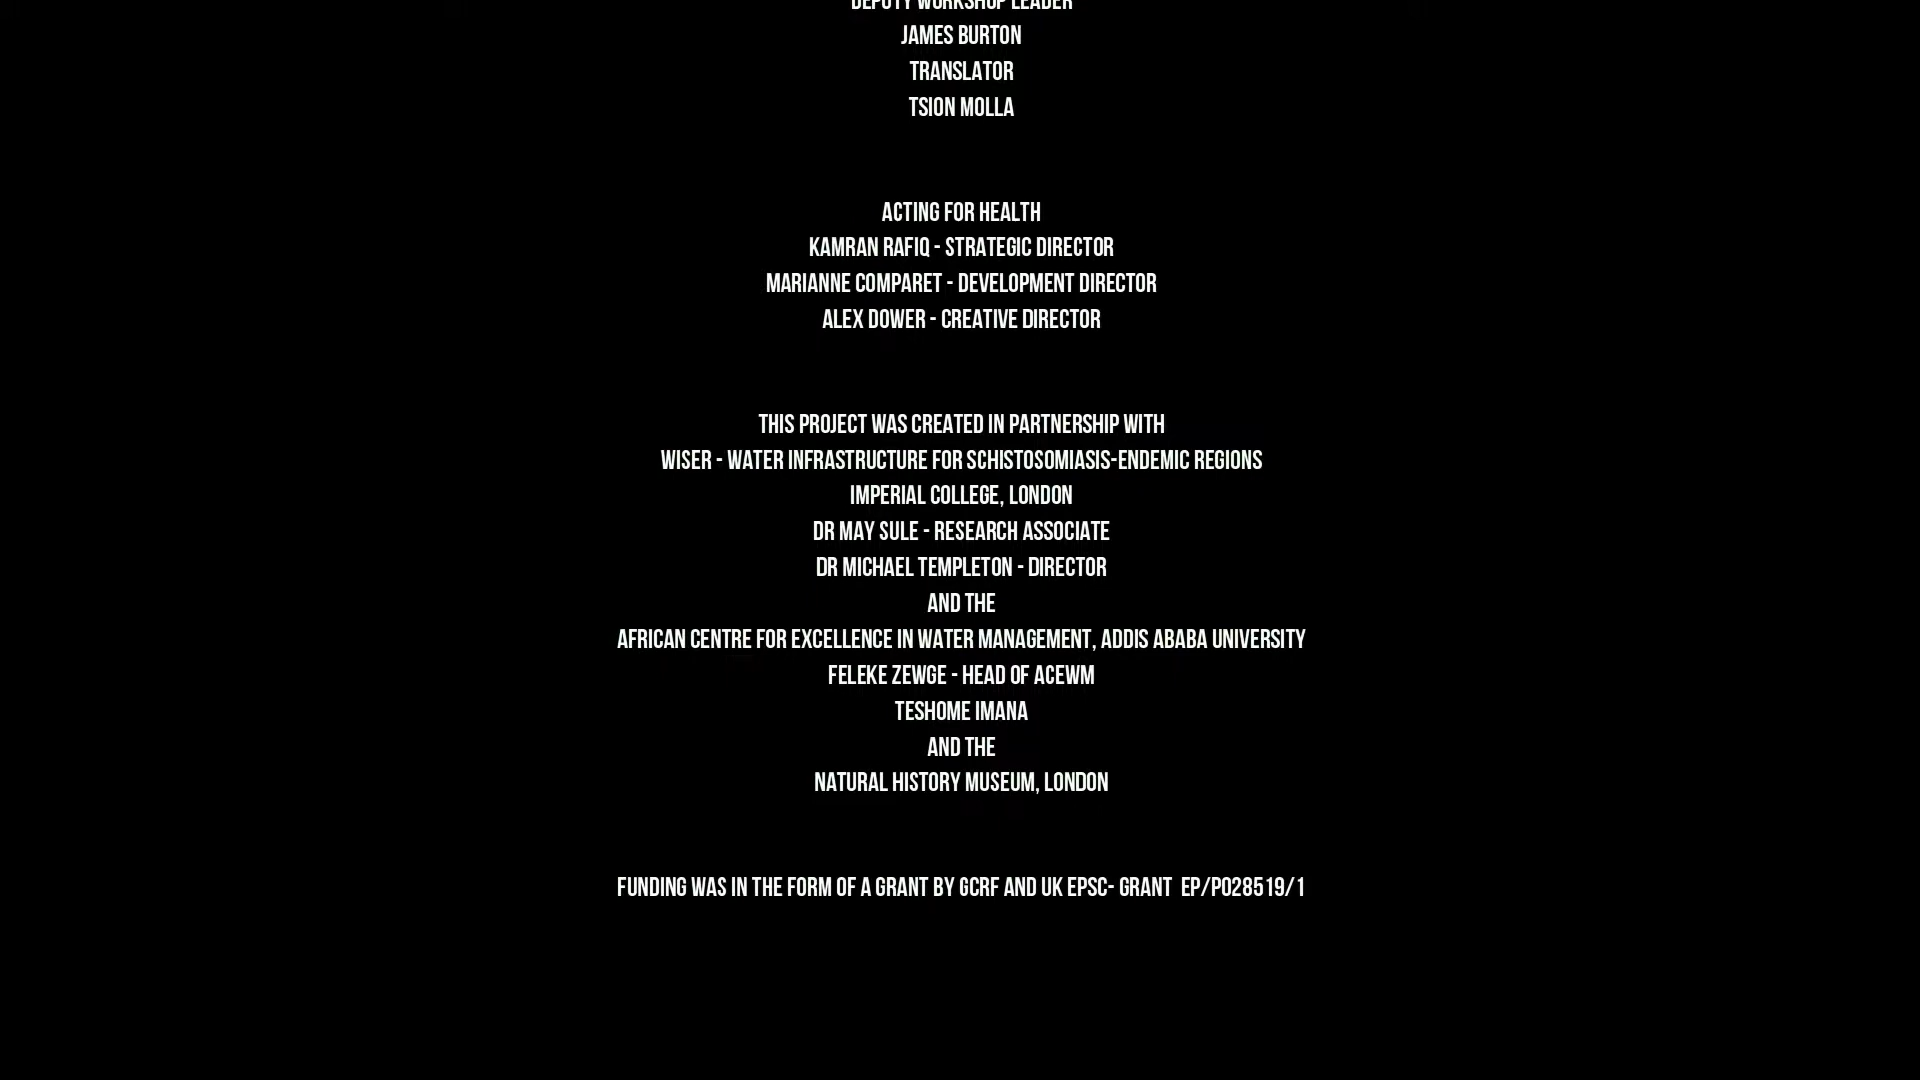 DEPUTY WORKSHOP LEADER
JAMES BURTON
TRANSLATOR
TSION MOLLA
ACTING FOR HEALTH
KAMRAN RAFIQ - STRATEGIC DIRECTOR
MARIANNE COMPARET - DEVELOPMENT DIRECTOR
ALEX DOWER - CREATIVE DIRECTOR
THIS PROJECT WAS CREATED IN PARTNERSHIP WITH
WISER - WATER INFRASTRUCTURE FOR SCHISTOSOMIASIS-ENDEMIC REGIONS
IMPERIAL COLLEGE, LONDON
DR MAY SULE - RESEARCH ASSOCIATE
DR MICHAEL TEMPLETON - DIRECTOR
AND THE
AFRICAN CENTRE FOR EXCELLENCE IN WATER MANAGEMENT, ADDIS ABABA UNIVERSITY
FELEKE ZEWGE - HEAD OF ACEWM
TESHOME IMANA
AND THE
NATURAL HISTORY MUSEUM, LONDON
FUNDING WAS IN THE FORM OF A GRANT BY GCRF AND UK EPSC- GRANT  EP/P028519/1